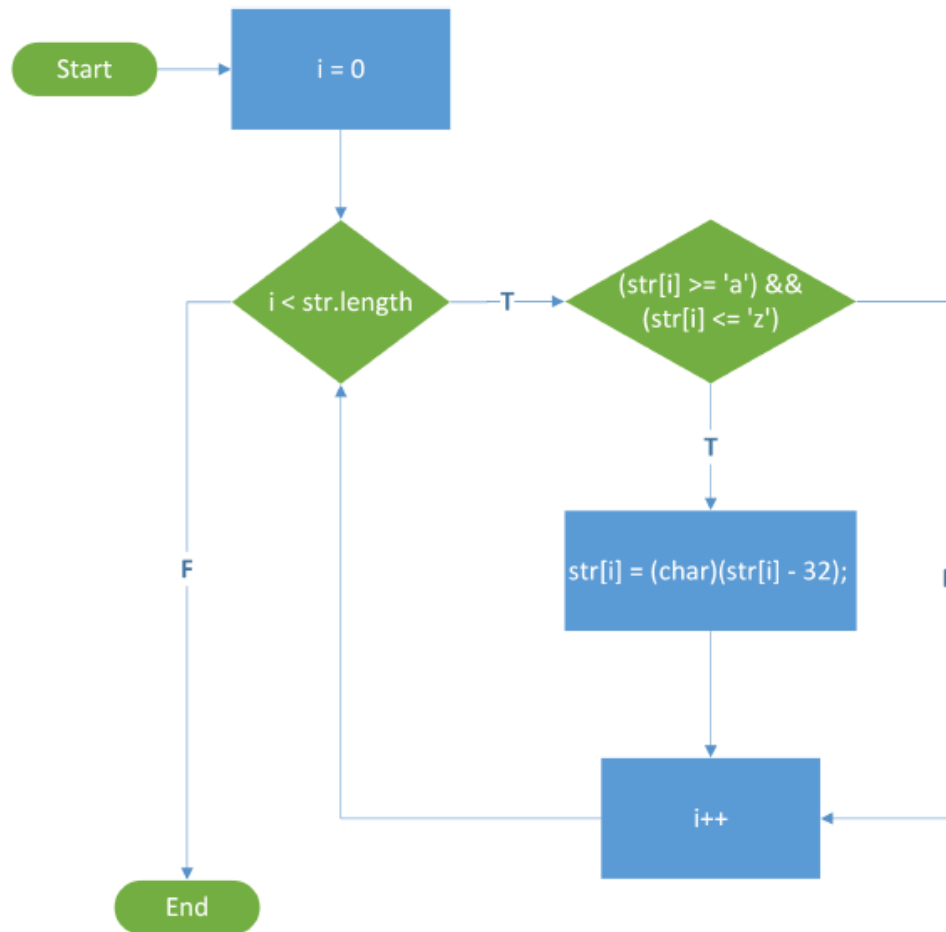 Start
i = 0
i < str.length
T
(str[i] >= 'a') &&
(str[i] <= 'z')
T
str[i] = (char)(str[i] - 32);
F
i++
End